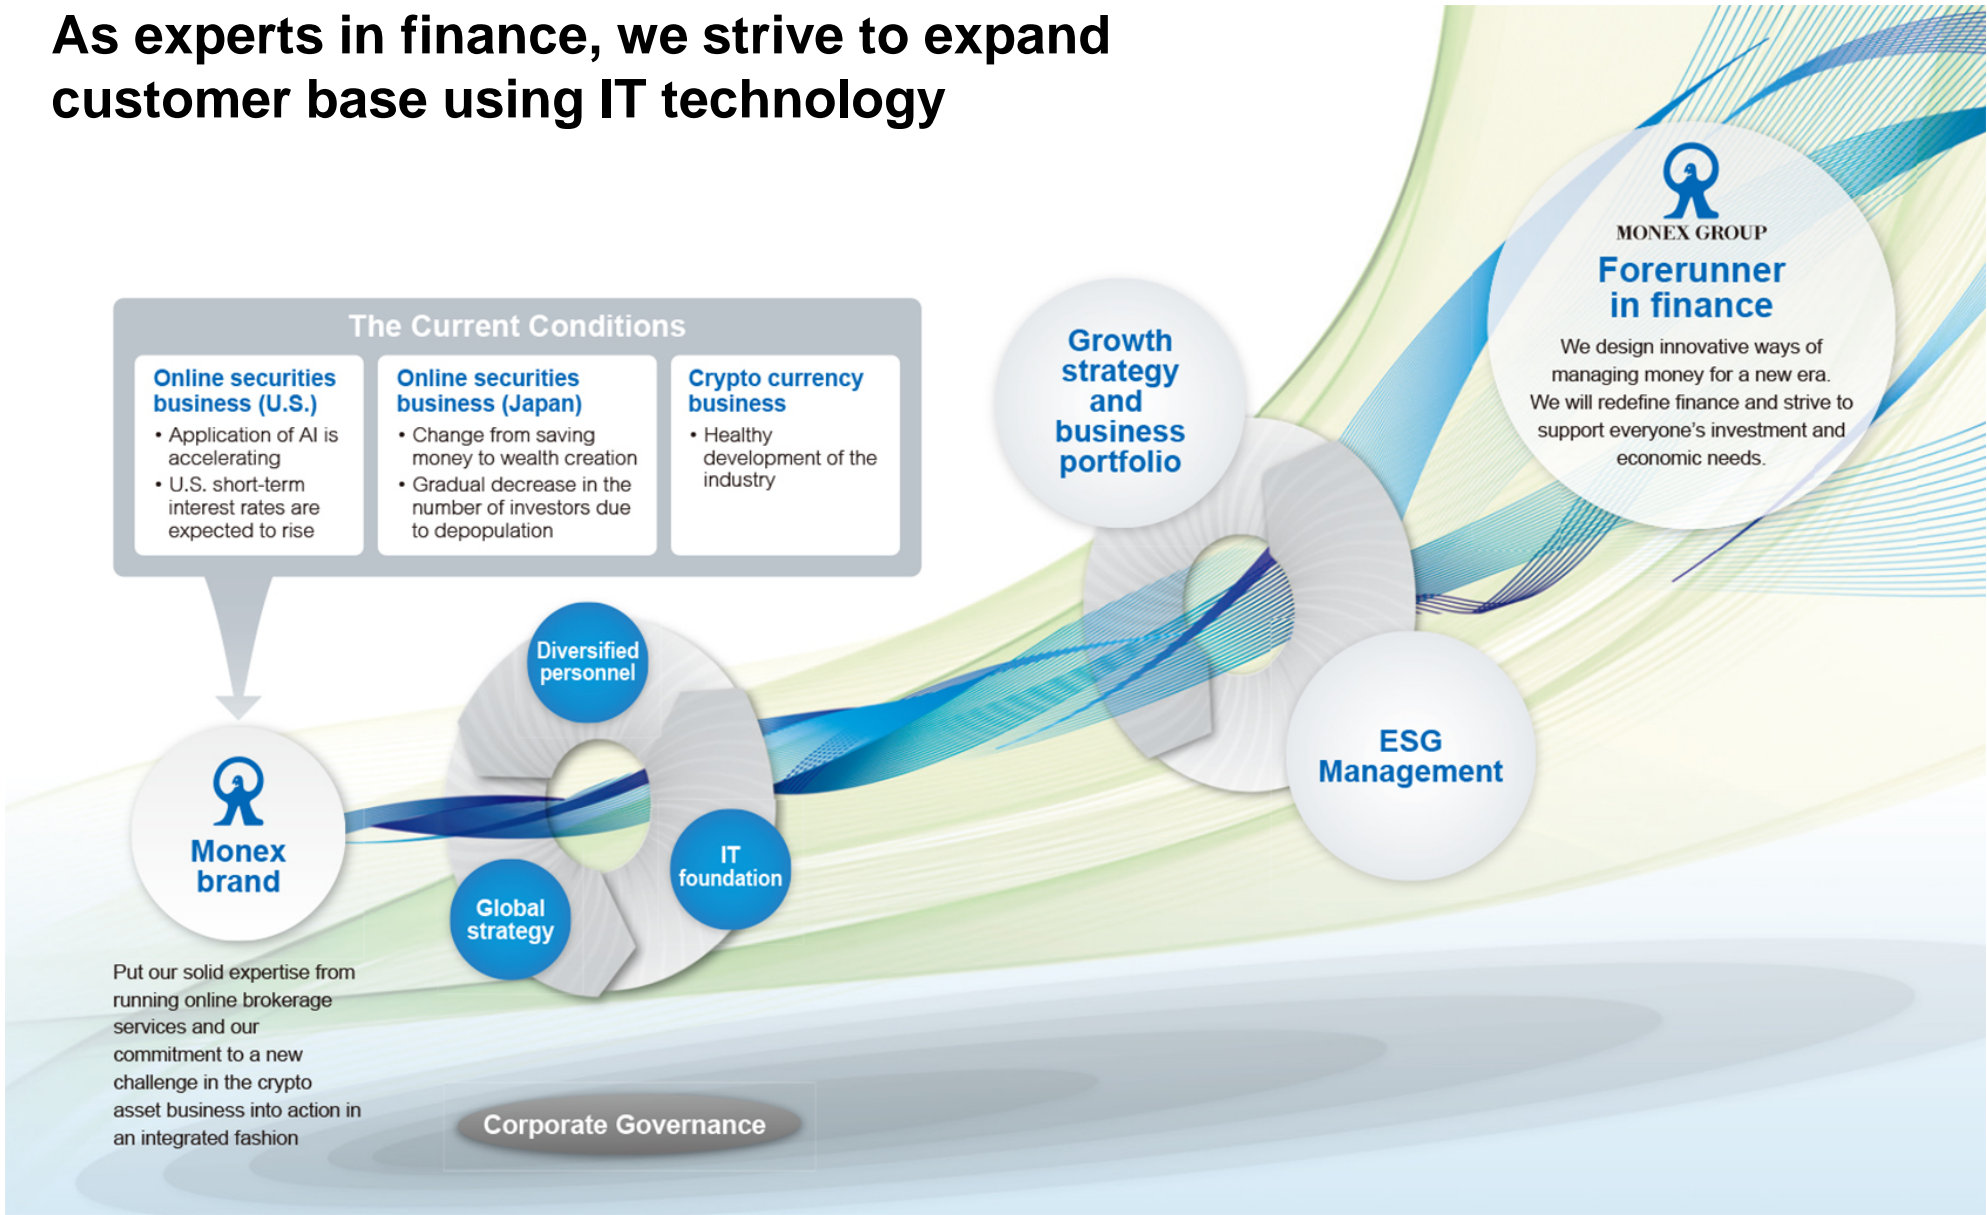 As experts in finance, we strive to expand
customer base using IT technology
The Current Conditions
Online securities
business (U.S.)
• Application of AI is
accelerating
• U.S. short-term
interest rates are
expected to rise
Online securities
business (Japan)
• Change from saving
money to wealth creation
• Gradual decrease in the
number of investors due
to depopulation
Crypto currency
business
• Healthy
development of the
industry
Monex
brand
Put our solid expertise from
running online brokerage
services and our
commitment to a new
challenge in the crypto
asset business into action in
an integrated fashion
Diversified
personnel
IT
foundation
Global
strategy
Corporate Governance
Growth
strategy
and
business
portfolio
ESG
Management
MONEX GROUP
Forerunner
in finance
We design innovative ways of
managing money for a new era.
We will redefine finance and strive to
support everyone’s investment and
economic needs.